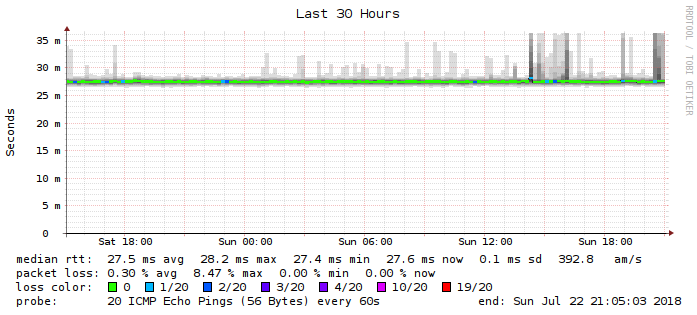 Last 30 Hours
RRDTOOL / TOBI OETIKER
Seconds
35 m
30 m
25 m
20 m
15 m
10 m
5 m
0
Sat 18:00 Sun 00:00 Sun 06:00 Sun 12:00 Sun 18:00
median rtt: 27.5 ms avg 28.2 ms max 27.4 ms min 27.6 ms now 0.1 ms sd 392.8 am/s
packet loss: 0.30 % avg 8.47 % max 0.00 % min 0.00 % now
loss color: 0 1/20 2/20 3/20 4/20 10/20 19/20
probe: 20 ICMP Echo Pings (56 Bytes) every 60s end: Sun Jul 22 21:05:03 2018